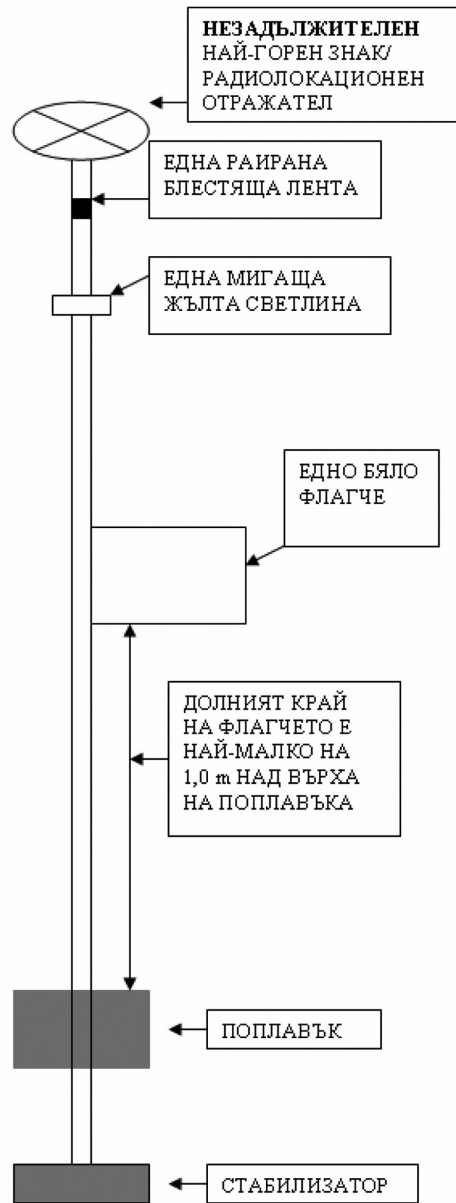 НЕЗАДЪЛЖИТЕЛЕН
НАЙ-ГОРЕН ЗНАК/
РАДИОЛОКАЦИОНЕН
ОТРАЖАТЕЛ
ЕДНА РАИРАНА
БЛЕСТЯЩА ЛЕНТА
ЕДНА МИГАЩА
ЖЪЛТА СВЕТЛИНА
ЕДНО БЯЛО
ФЛАГЧЕ
ДОЛНИЯТ КРАЙ
НА ФЛАГЧЕТО Е
НАЙ-МАЛКО НА
1,0 m НАД ВЪРХА
НА ПОПЛАВЪКА
ПОПЛАВЪК
СТАБИЛИЗАТОР